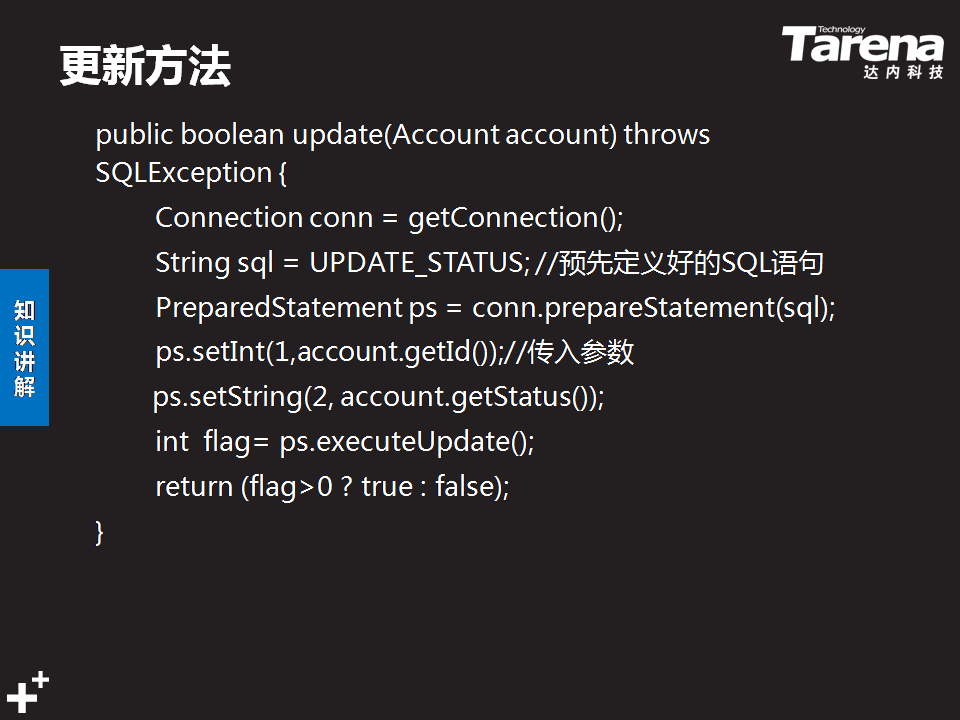 更新方法
Technology
Tarena
达内科技
public boolean update(Account account) throws
SQLException {
Connection conn = getConnection();
String sql = UPDATE_STATUS; //预先定义好的SQL语句
PreparedStatement ps = conn.prepareStatement(sql);
ps.setInt(1,account.getId());//传入参数
ps.setString(2, account.getStatus());
int flag= ps.executeUpdate();
return (flag>0 ? true : false);
}
知
识
讲
解